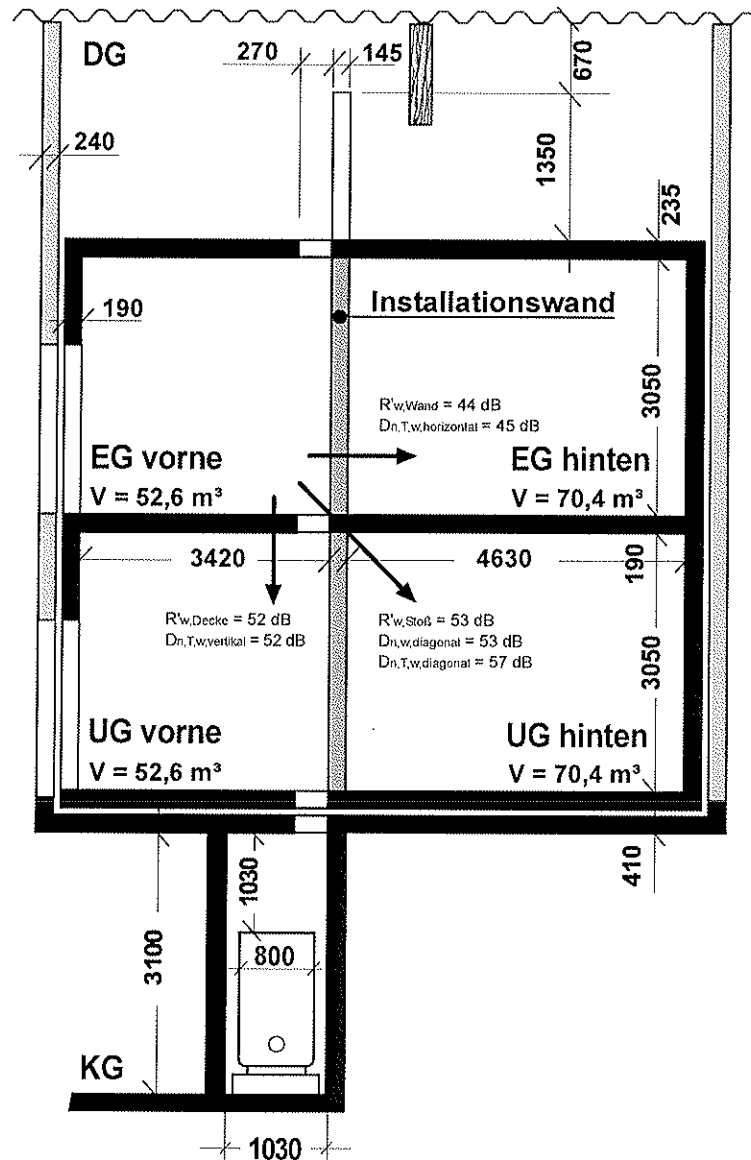 DG
270
145
670
240
1350
235
190
Installationswand
3050
R'w,Wand = 44 dB
Dn,T,w,horizontal = 45 dB
EG vorne
V = 52,6 m³
EG hinten
V = 70,4 m³
3420
4630
190
R'w,Decke = 52 dB
Dn,T,w,vertikal = 52 dB
R'w,Stoß = 53 dB
Dn,w,diagonal = 53 dB
Dn,T,w,diagonal = 57 dB
3050
UG vorne
V = 52,6 m³
UG hinten
V = 70,4 m³
410
1030
3100
800
KG
1030